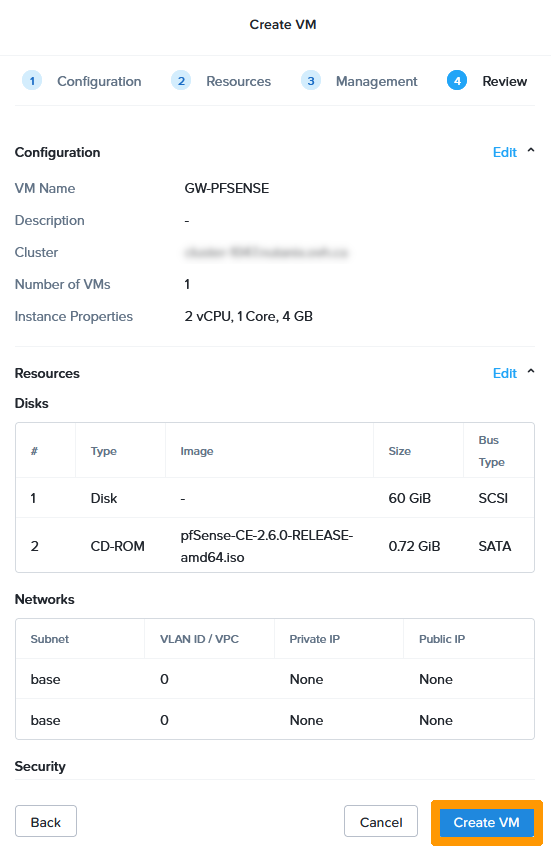 Create VM
1 Configuration 2 Resources 3 Management 4 Review
Configuration Edit
VM Name GW-PFSENSE
Description -
Cluster
Number of VMs 1
Instance Properties 2 vCPU, 1 Core, 4 GB
Resources Edit
Disks
# Type Image Size Bus Type
1 Disk - 60 GiB SCSI
2 CD-ROM pfSense-CE-2.6.0-RELEASE-
amd64.iso 0.72 GiB SATA
Networks
Subnet VLAN ID / VPC Private IP Public IP
base 0 None None
base 0 None None
Security
Back Cancel Create VM